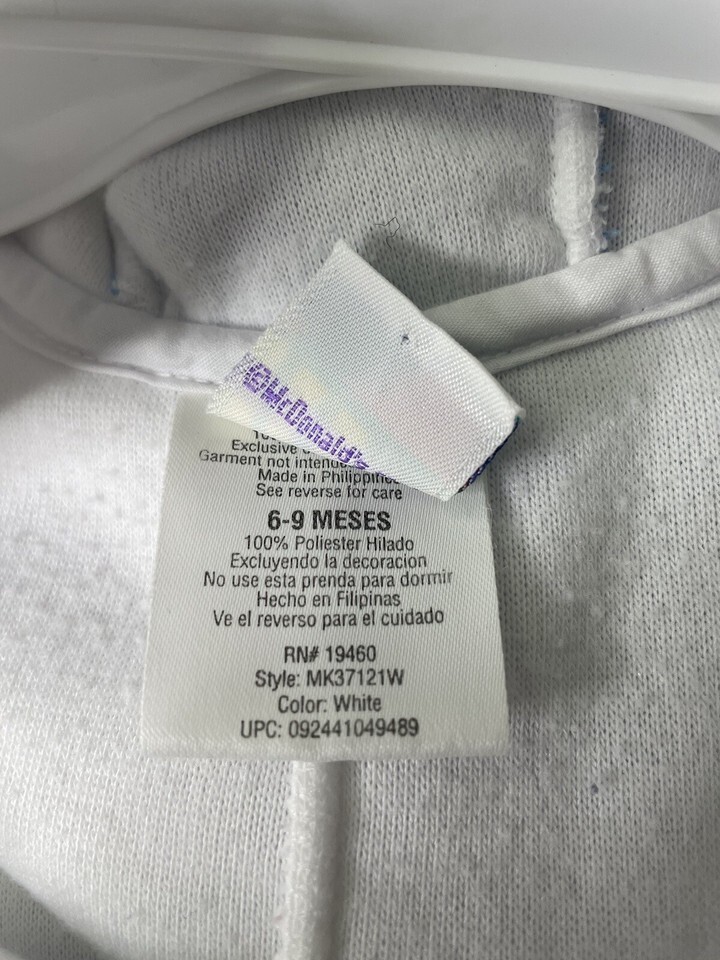 ©McDonald's
Exclusive
Garment not
Made in
See reverse for care
6-9 MESES
100% Poliester Hilado
Excluyendo la decoracion
No use esta prenda para dormir
Hecho en Filipinas
Ve el reverso para el cuidado
RN# 19460
Style: MK37121W
Color: White
UPC: 092441049489